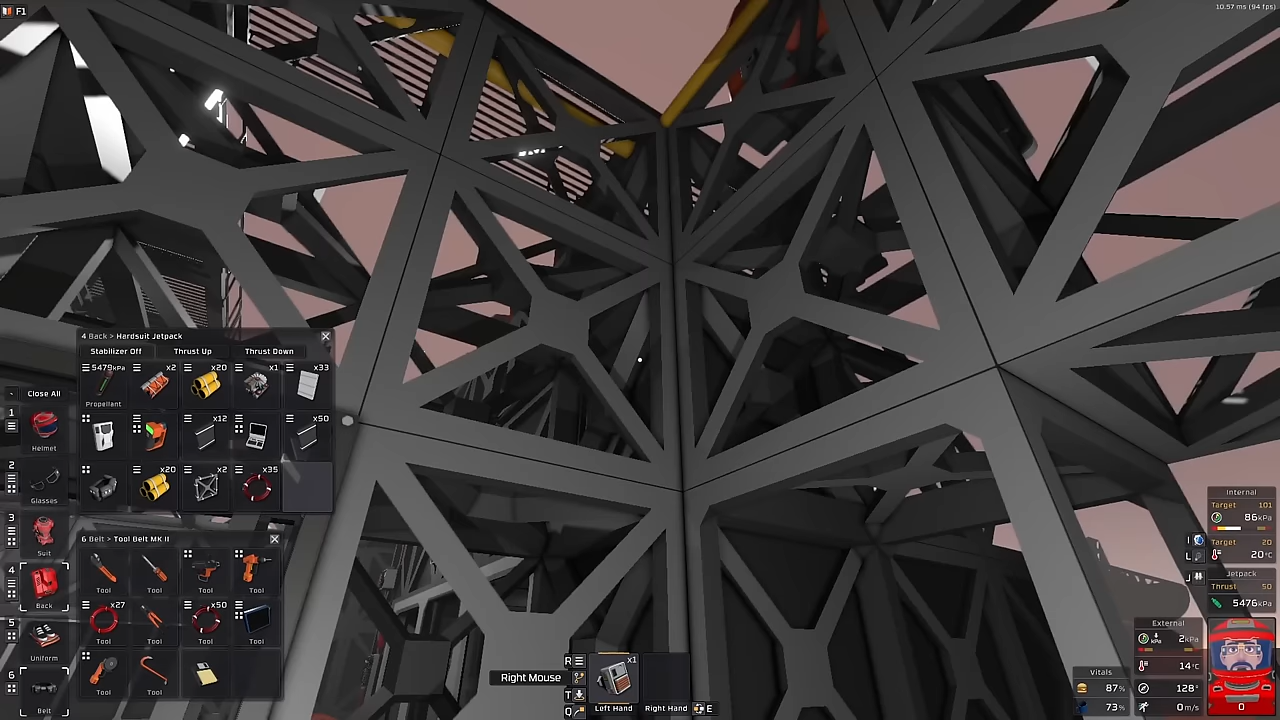 F1
10.57 ms (94 fps)
4 Back > Hardsuit Jetpack
Stabilizer Off Thrust Up Thrust Down
5479kPa x2 x20 x1 x33
Propellant
x12 x50
x20 x2 x35
Close All
1
Helmet
2
Glasses
3
Suit
4
Back
5
Uniform
6
Belt
6 Belt > Tool Belt MK II
Tool Tool Tool Tool
x27 x50
Tool Tool Tool Tool
Tool Tool
Right Mouse
R
T
Q
x1
Left Hand Right Hand E
Internal
Target 101
86kPa
Target 20
20°C
I
L
J
Jetpack
Thrust 50
5476kPa
External
kPa 2kPa
14°C
128°
0m/s
Vitals
87%
73%
0